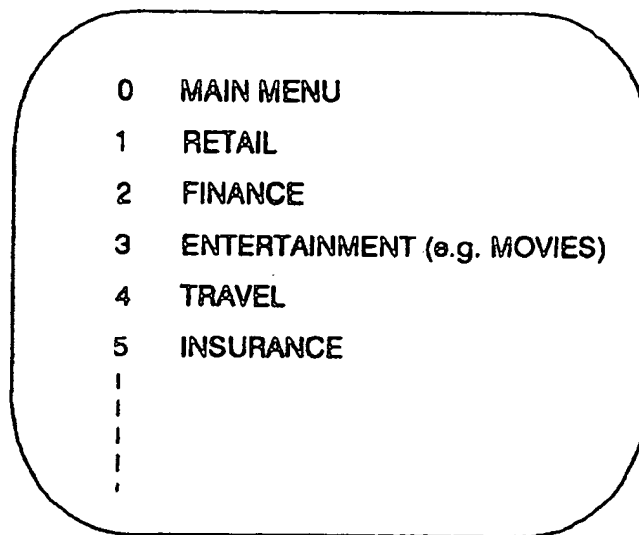 0 MAIN MENU
1 RETAIL
2 FINANCE
3 ENTERTAINMENT (e.g. MOVIES)
4 TRAVEL
5 INSURANCE